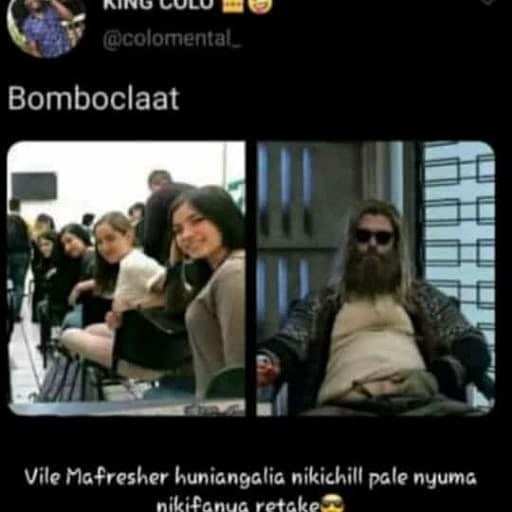 KING COLO
@colomental_
Bomboclaat
Vile Mafresher huniangalia nikichill pale nyuma
nikifanya retake😎